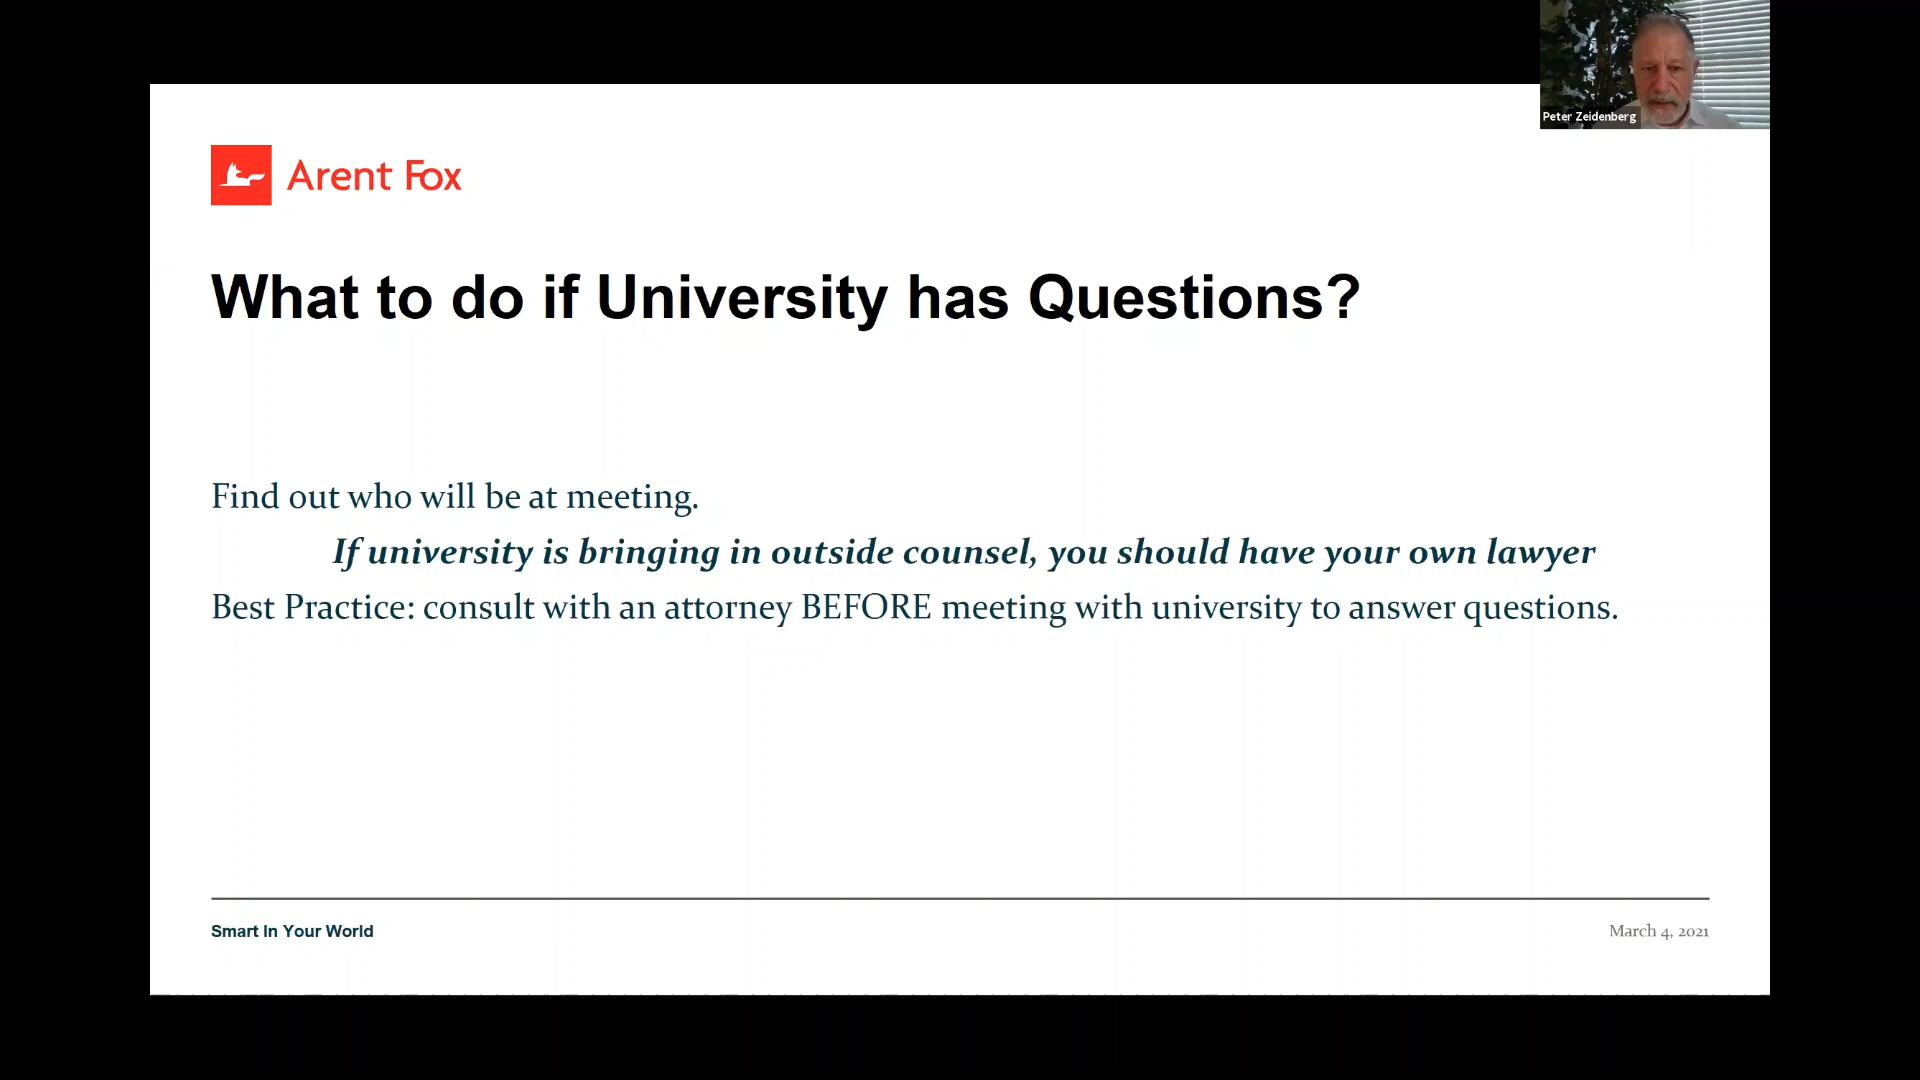 Peter Zeidenberg
Arent Fox
What to do if University has Questions?
Find out who will be at meeting.
If university is bringing in outside counsel, you should have your own lawyer
Best Practice: consult with an attorney BEFORE meeting with university to answer questions.
Smart In Your World
March 4, 2021